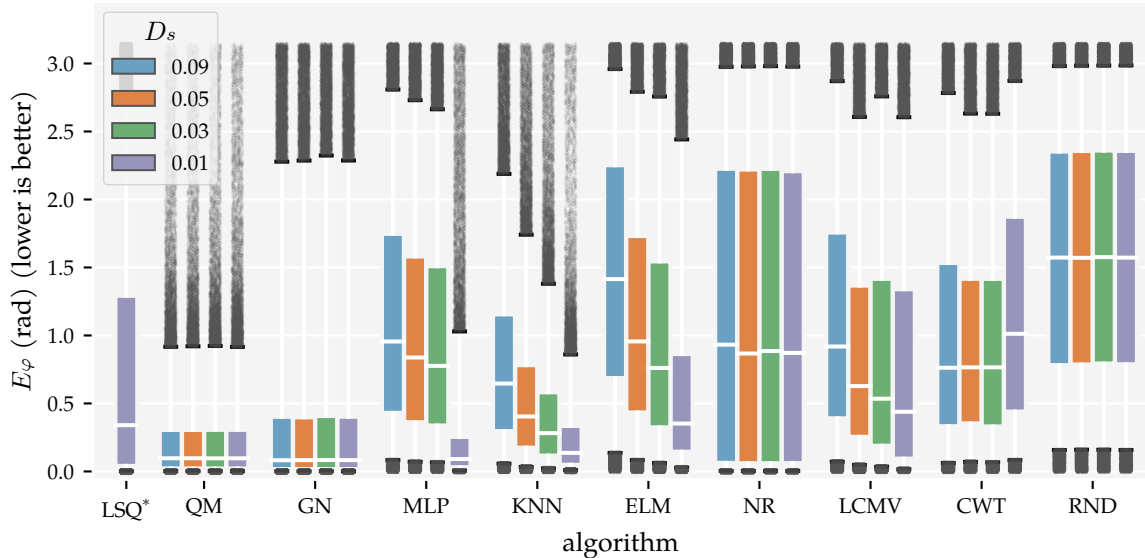 D_s
0.09
0.05
0.03
0.01
E_φ (rad) (lower is better)
3.0
2.5
2.0
1.5
1.0
0.5
0.0
LSQ* QM GN MLP KNN ELM NR LCMV CWT RND
algorithm